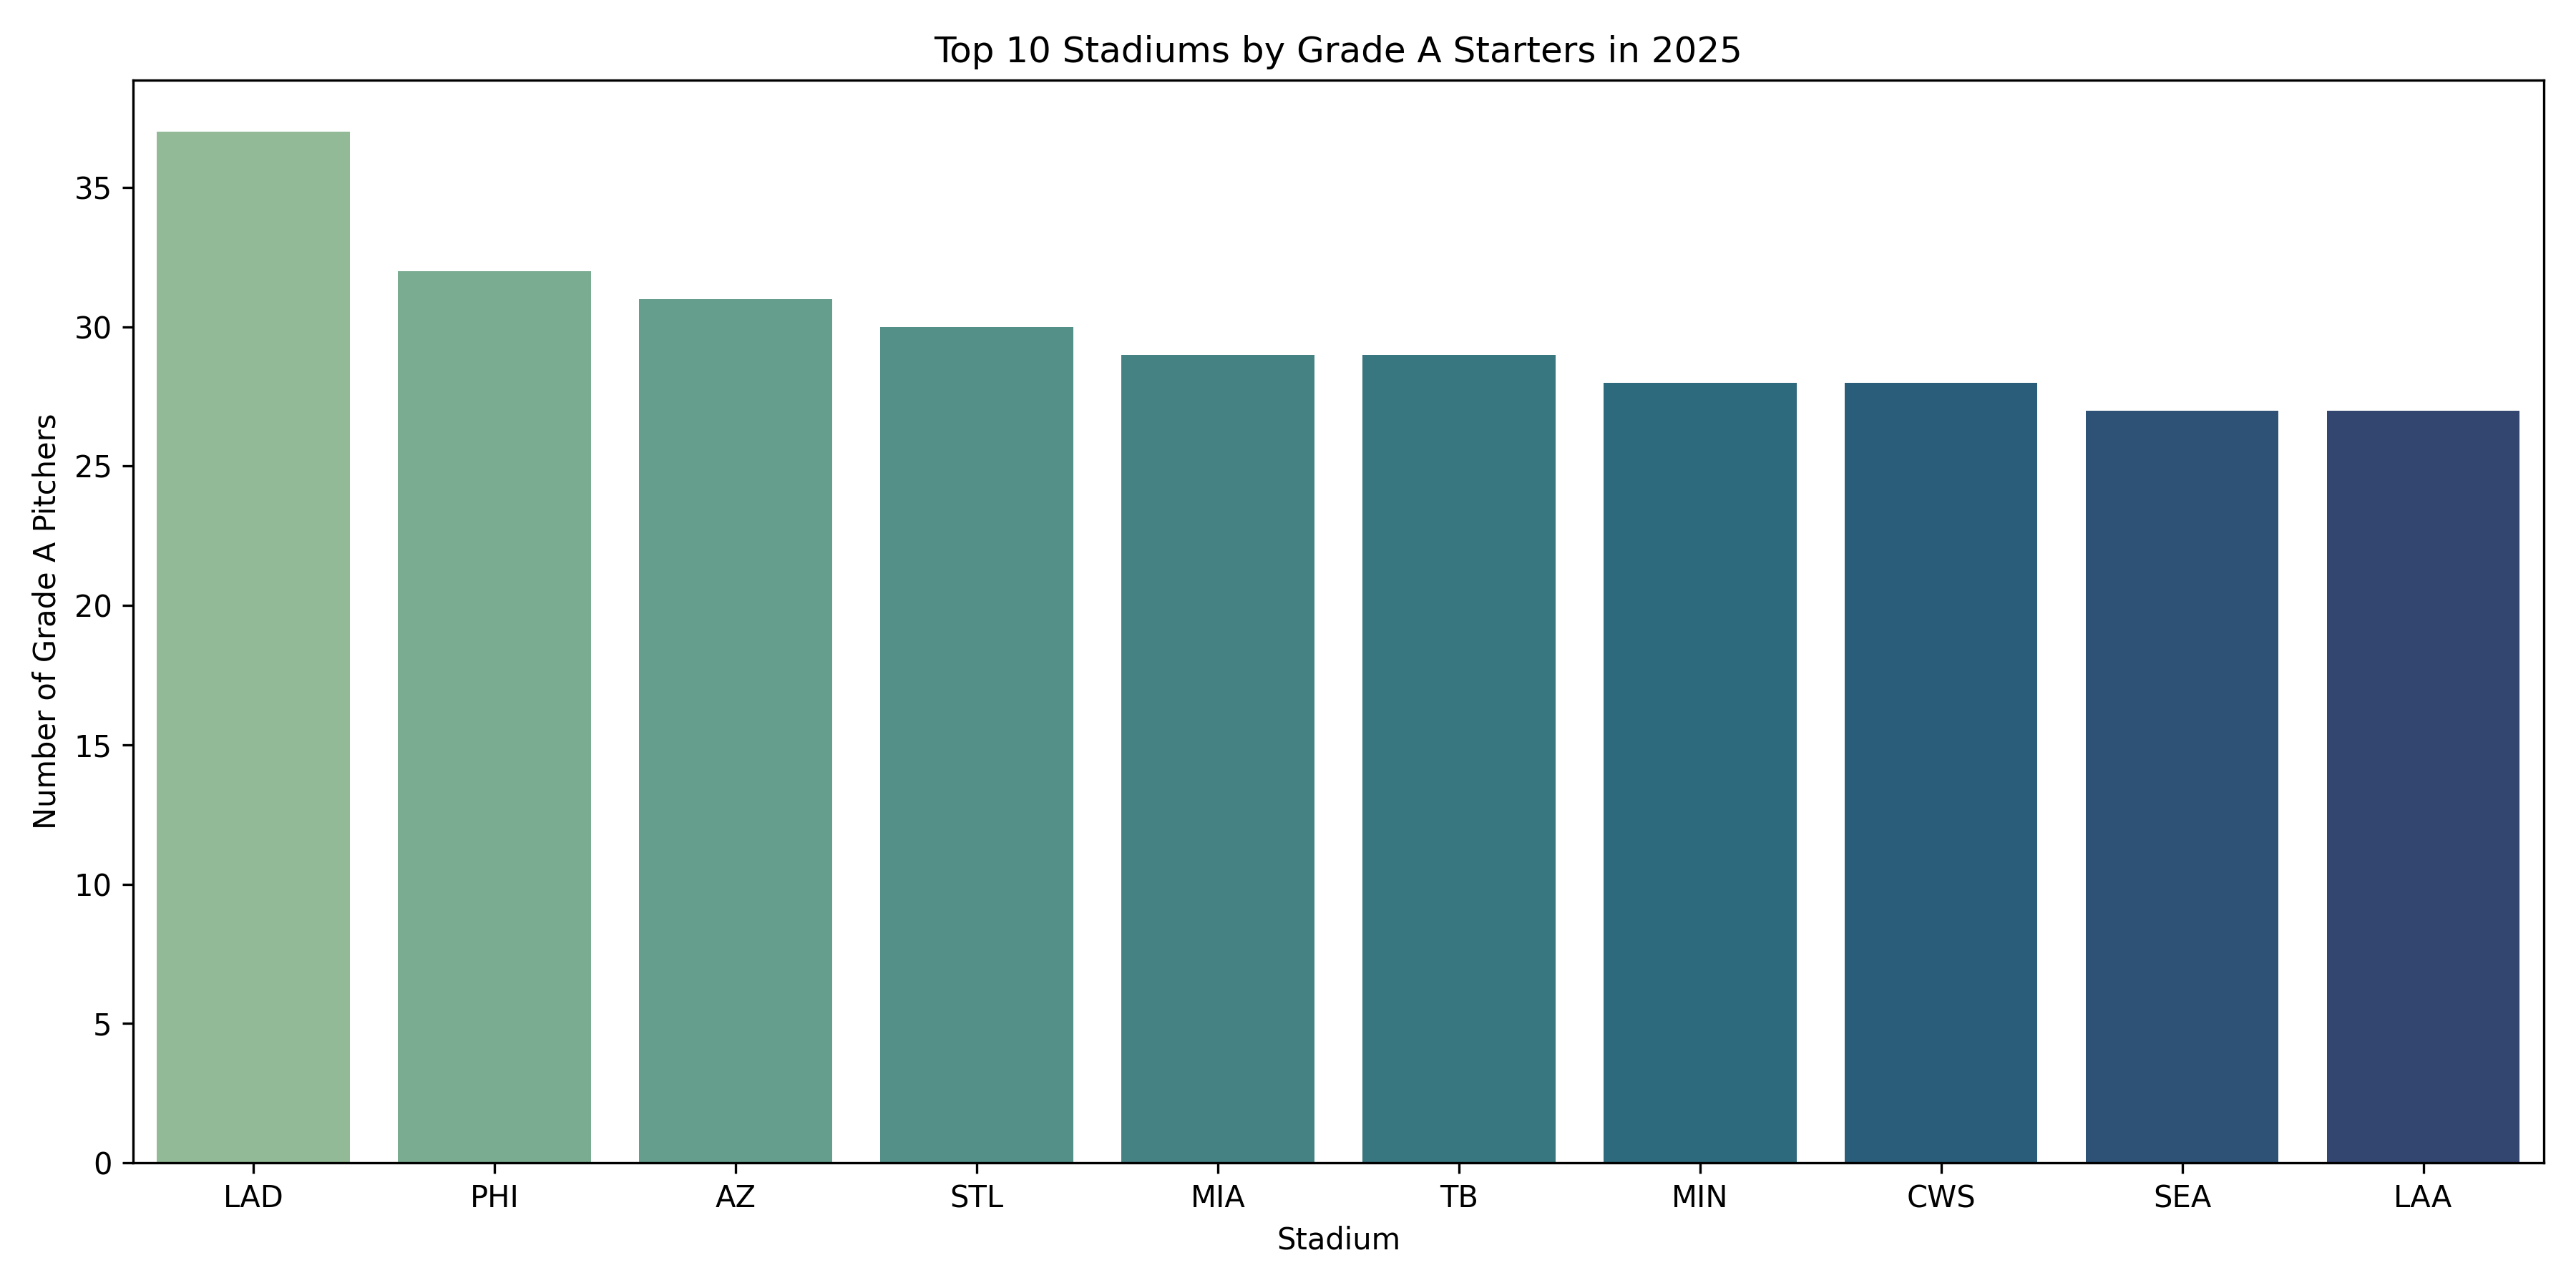 Top 10 Stadiums by Grade A Starters in 2025
Number of Grade A Pitchers
35
30
25
20
15
10
5
0
LAD PHI AZ STL MIA TB MIN CWS SEA LAA
Stadium